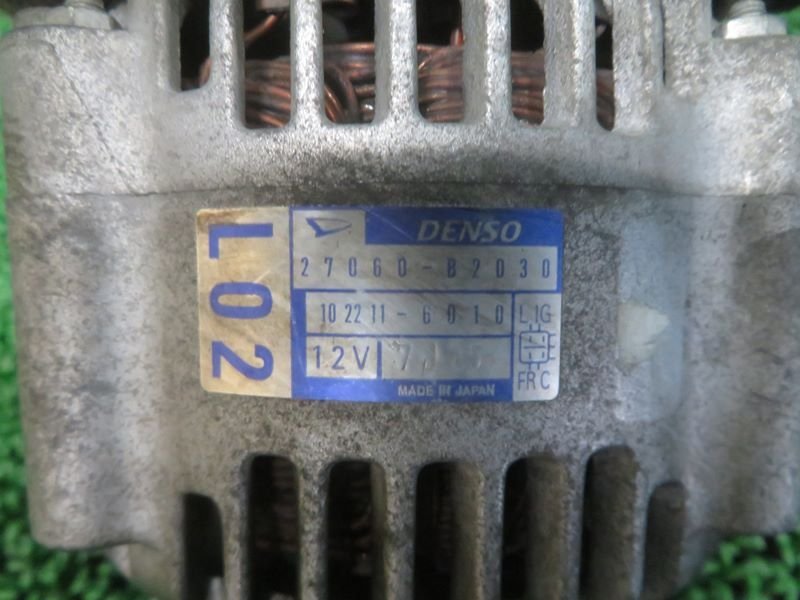 L02
DENSO
27060-B2030
102211-6010
L IG
12V
FR C
MADE IN JAPAN